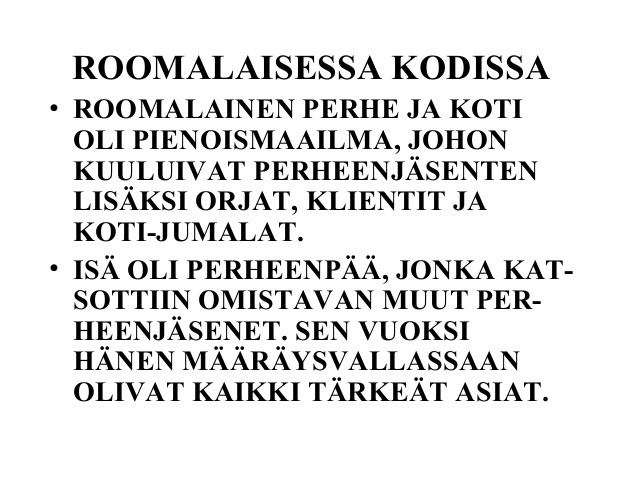 ROOMALAISESSA KODISSA
• ROOMALAINEN PERHE JA KOTI
OLI PIENOISMAAILMA, JOHON
KUULUIVAT PERHEENJÄSENTEN
LISÄKSI ORJAT, KLIENTIT JA
KOTI-JUMALAT.
• ISÄ OLI PERHEENPÄÄ, JONKA KAT-
SOTTIIN OMISTAVAN MUUT PER-
HEENJÄSENET. SEN VUOKSI
HÄNEN MÄÄRÄYSVALLASSAAN
OLIVAT KAIKKI TÄRKEÄT ASIAT.